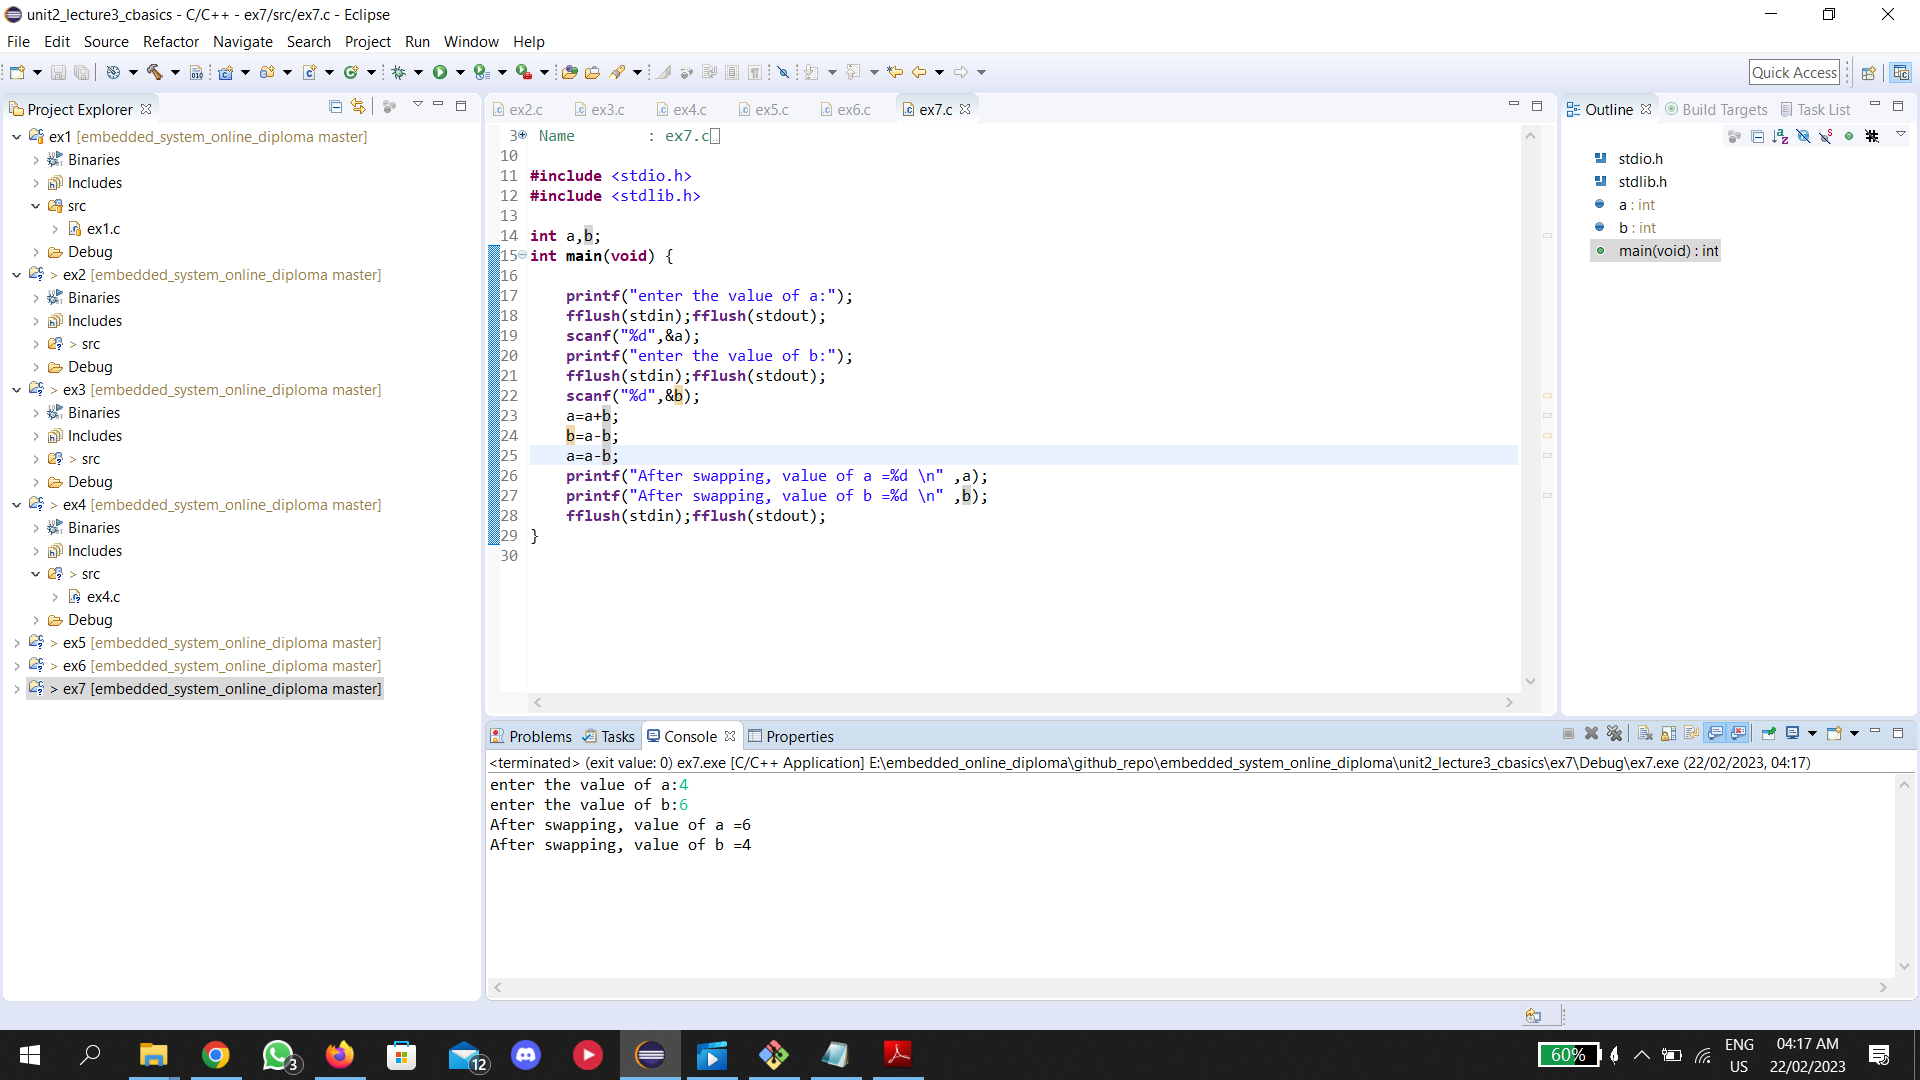 unit2_lecture3_cbasics - C/C++ - ex7/src/ex7.c - Eclipse
File Edit Source Refactor Navigate Search Project Run Window Help
Quick Access
Project Explorer
ex1 [embedded_system_online_diploma master]
Binaries
Includes
src
ex1.c
Debug
> ex2 [embedded_system_online_diploma master]
Binaries
Includes
> src
Debug
> ex3 [embedded_system_online_diploma master]
Binaries
Includes
> src
Debug
> ex4 [embedded_system_online_diploma master]
Binaries
Includes
> src
ex4.c
Debug
> ex5 [embedded_system_online_diploma master]
> ex6 [embedded_system_online_diploma master]
> ex7 [embedded_system_online_diploma master]
ex2.c ex3.c ex4.c ex5.c ex6.c ex7.c
3 Name        : ex7.c
10
11 #include <stdio.h>
12 #include <stdlib.h>
13
14 int a,b;
15 int main(void) {
16
17     printf("enter the value of a:");
18     fflush(stdin);fflush(stdout);
19     scanf("%d",&a);
20     printf("enter the value of b:");
21     fflush(stdin);fflush(stdout);
22     scanf("%d",&b);
23     a=a+b;
24     b=a-b;
25     a=a-b;
26     printf("After swapping, value of a =%d \n" ,a);
27     printf("After swapping, value of b =%d \n" ,b);
28     fflush(stdin);fflush(stdout);
29 }
30
Outline Build Targets Task List
stdio.h
stdlib.h
a : int
b : int
main(void) : int
Problems Tasks Console Properties
<terminated> (exit value: 0) ex7.exe [C/C++ Application] E:\embedded_online_diploma\github_repo\embedded_system_online_diploma\unit2_lecture3_cbasics\ex7\Debug\ex7.exe (22/02/2023, 04:17)
enter the value of a:4
enter the value of b:6
After swapping, value of a =6
After swapping, value of b =4
3
12
60%
ENG
US
04:17 AM
22/02/2023